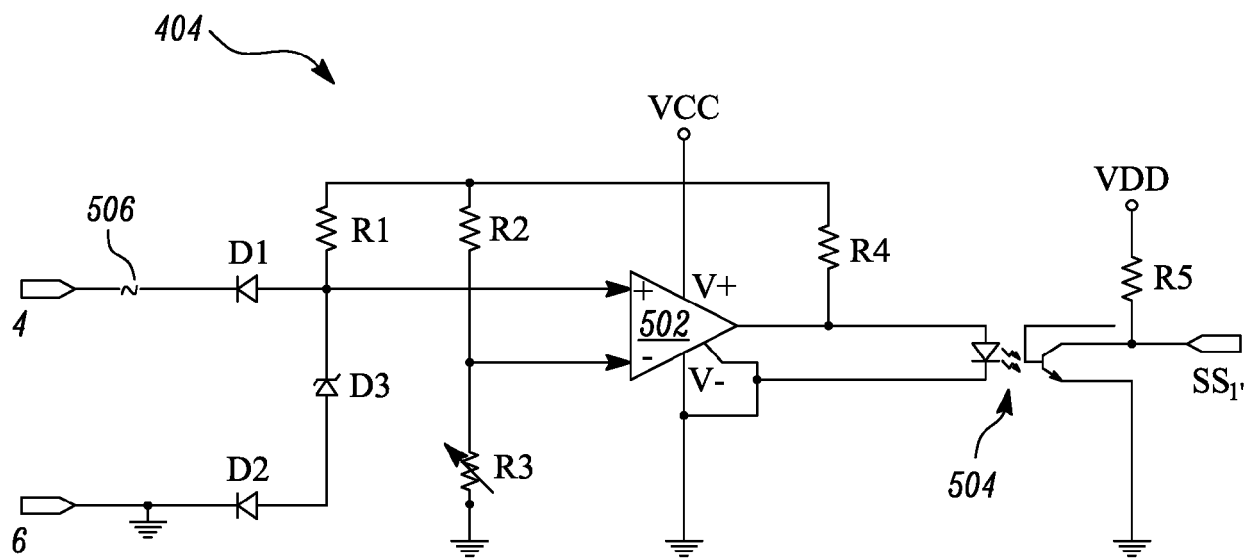 404
VCC
VDD
506
R1
R2
R4
D1
R5
4
+
V+
502
-
V-
SS1'
D3
D2
R3
504
6